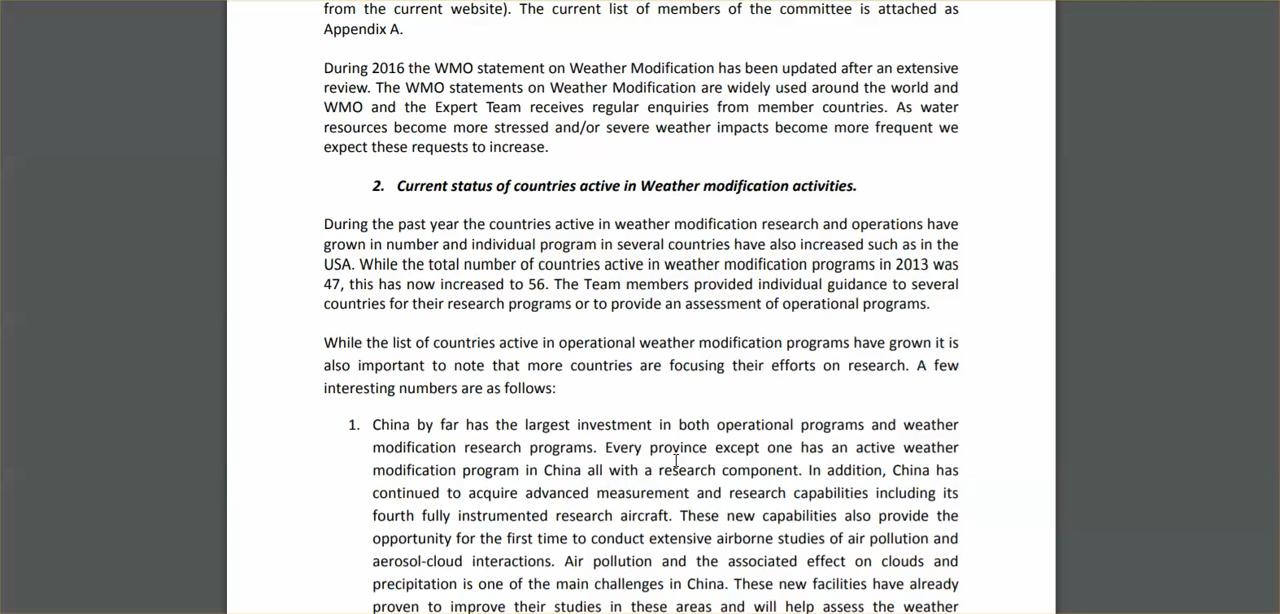 from the current website). The current list of members of the committee is attached as
Appendix A.
During 2016 the WMO statement on Weather Modification has been updated after an extensive
review. The WMO statements on Weather Modification are widely used around the world and
WMO and the Expert Team receives regular enquiries from member countries. As water
resources become more stressed and/or severe weather impacts become more frequent we
expect these requests to increase.
2. Current status of countries active in Weather modification activities.
During the past year the countries active in weather modification research and operations have
grown in number and individual program in several countries have also increased such as in the
USA. While the total number of countries active in weather modification programs in 2013 was
47, this has now increased to 56. The Team members provided individual guidance to several
countries for their research programs or to provide an assessment of operational programs.
While the list of countries active in operational weather modification programs have grown it is
also important to note that more countries are focusing their efforts on research. A few
interesting numbers are as follows:
1. China by far has the largest investment in both operational programs and weather
modification research programs. Every province except one has an active weather
modification program in China all with a research component. In addition, China has
continued to acquire advanced measurement and research capabilities including its
fourth fully instrumented research aircraft. These new capabilities also provide the
opportunity for the first time to conduct extensive airborne studies of air pollution and
aerosol-cloud interactions. Air pollution and the associated effect on clouds and
precipitation is one of the main challenges in China. These new facilities have already
proven to improve their studies in these areas and will help assess the weather